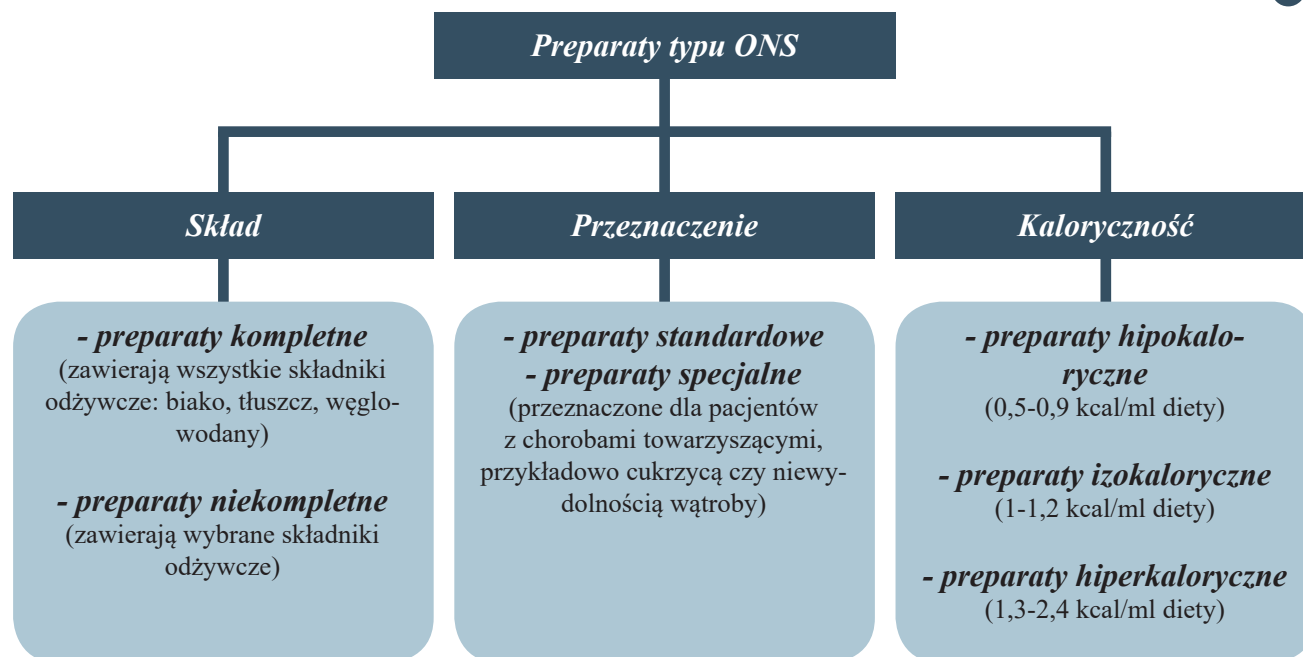 Preparaty typu ONS
Skład
- preparaty kompletne
(zawierają wszystkie składniki
odżywcze: biako, tłuszcz, węglo-
wodany)
- preparaty niekompletne
(zawierają wybrane składniki
odżywcze)
Przeznaczenie
- preparaty standardowe
- preparaty specjalne
(przeznaczone dla pacjentów
z chorobami towarzyszącymi,
przykładowo cukrzycą czy niewy-
dolnością wątroby)
Kaloryczność
- preparaty hipokalo-
ryczne
(0,5-0,9 kcal/ml diety)
- preparaty izokaloryczne
(1-1,2 kcal/ml diety)
- preparaty hiperkaloryczne
(1,3-2,4 kcal/ml diety)